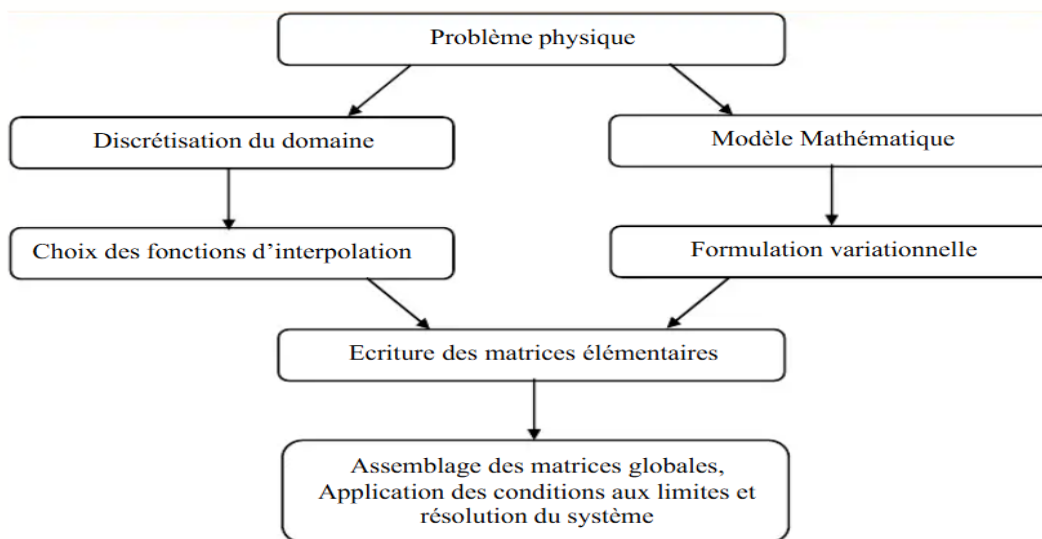 Problème physique
Discrétisation du domaine
Modèle Mathématique
Choix des fonctions d’interpolation
Formulation variationnelle
Ecriture des matrices élémentaires
Assemblage des matrices globales,
Application des conditions aux limites et
résolution du système